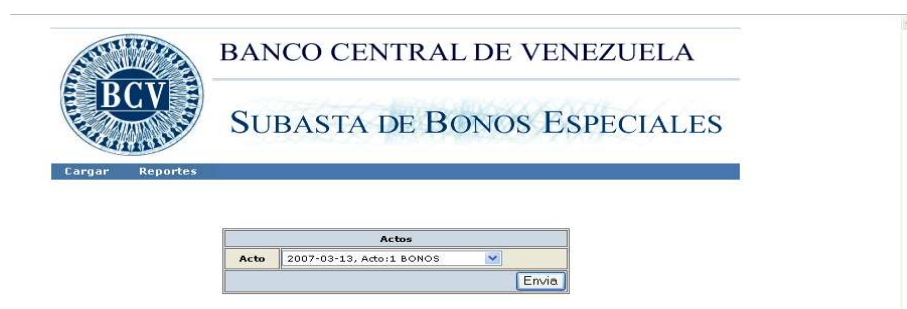 BANCO CENTRAL DE VENEZUELA
BCV
SUBASTA DE BONOS ESPECIALES
Cargar Reportes
Actos
Acto 2007-03-13, Acto:1 BONOS
Envia